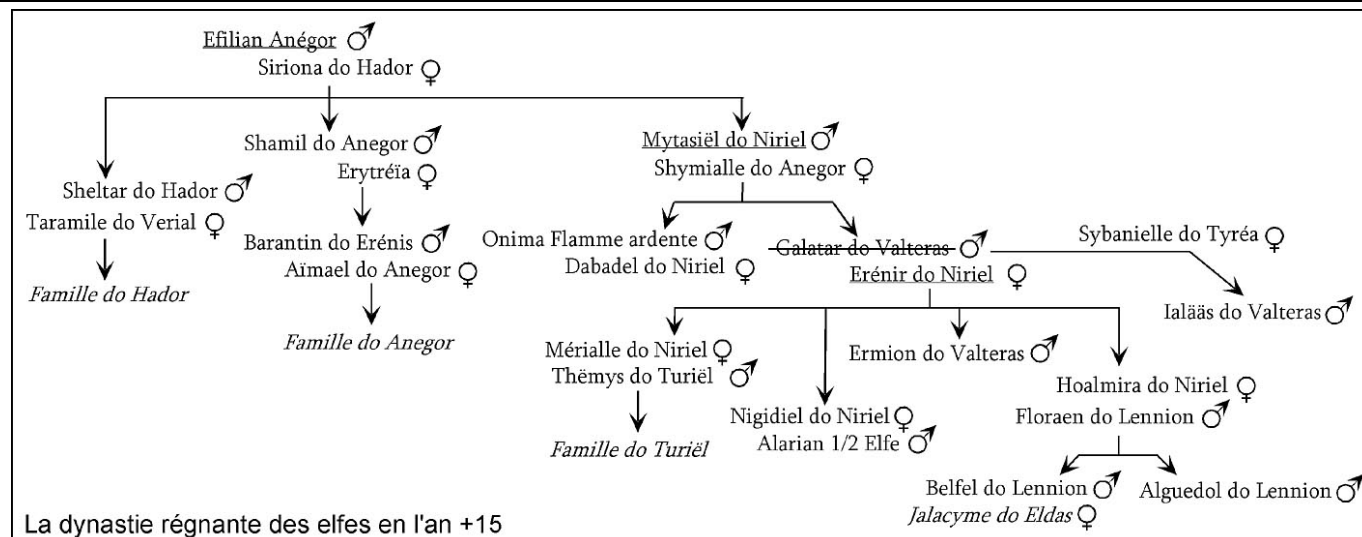 Efilian Anégor ♂
Siriona do Hador ♀
Shamil do Anegor ♂
Erytréïa ♀
Mytasiël do Niriel ♂
Shymialle do Anegor ♀
Sheltar do Hador ♂
Taramile do Verial ♀
Barantin do Erénis ♂
Aïmael do Anegor ♀
Onima Flamme ardente ♂
Dabadel do Niriel ♀
Galatar do Valteras ♂
Erénir do Niriel ♀
Sybanielle do Tyréa ♀
Famille do Hador
Ialääs do Valteras ♂
Famille do Anegor
Mérialle do Niriel ♀
Thëmys do Turiël ♂
Ermion do Valteras ♂
Hoalmira do Niriel ♀
Floraen do Lennion ♂
Nigidiel do Niriel ♀
Alarian 1/2 Elfe ♂
Famille do Turiël
Belfel do Lennion ♂
Jalacyme do Eldas ♀
Alguedol do Lennion ♂
La dynastie régnante des elfes en l'an +15